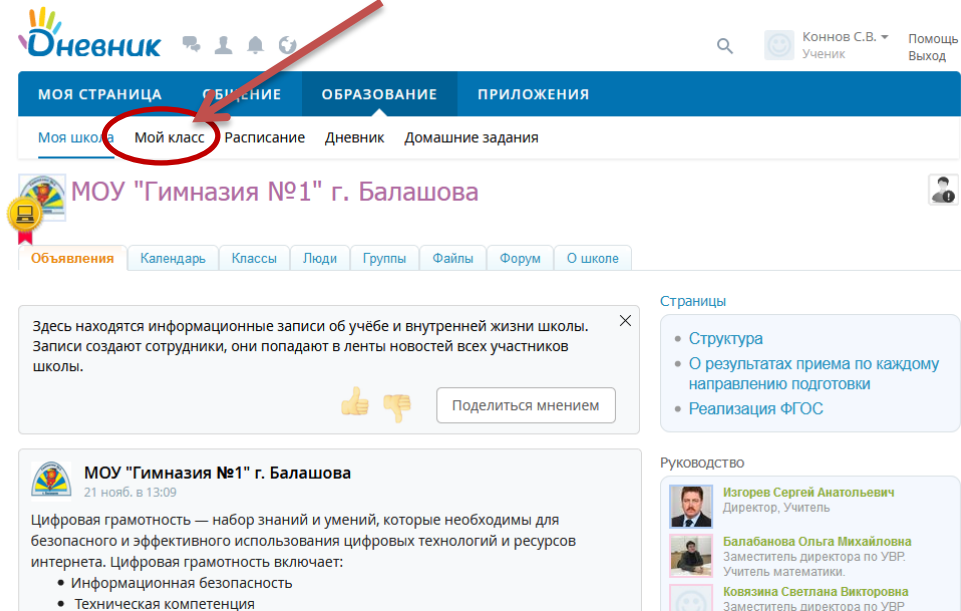 Дневник
Коннов С.В.
Ученик
Помощь
Выход
МОЯ СТРАНИЦА ОБЩЕНИЕ ОБРАЗОВАНИЕ ПРИЛОЖЕНИЯ
Моя школа Мой класс Расписание Дневник Домашние задания
МОУ "Гимназия №1" г. Балашова
Объявления Календарь Классы Люди Группы Файлы Форум О школе
Здесь находятся информационные записи об учёбе и внутренней жизни школы.
Записи создают сотрудники, они попадают в ленты новостей всех участников
школы.
Поделиться мнением
МОУ "Гимназия №1" г. Балашова
21 нояб. в 13:09
Цифровая грамотность — набор знаний и умений, которые необходимы для
безопасного и эффективного использования цифровых технологий и ресурсов
интернета. Цифровая грамотность включает:
• Информационная безопасность
• Техническая компетенция
Страницы
• Структура
• О результатах приема по каждому
направлению подготовки
• Реализация ФГОС
Руководство
Изгорев Сергей Анатольевич
Директор, Учитель
Балабанова Ольга Михайловна
Заместитель директора по УВР.
Учитель математики.
Ковязина Светлана Викторовна
Заместитель директора по УВР